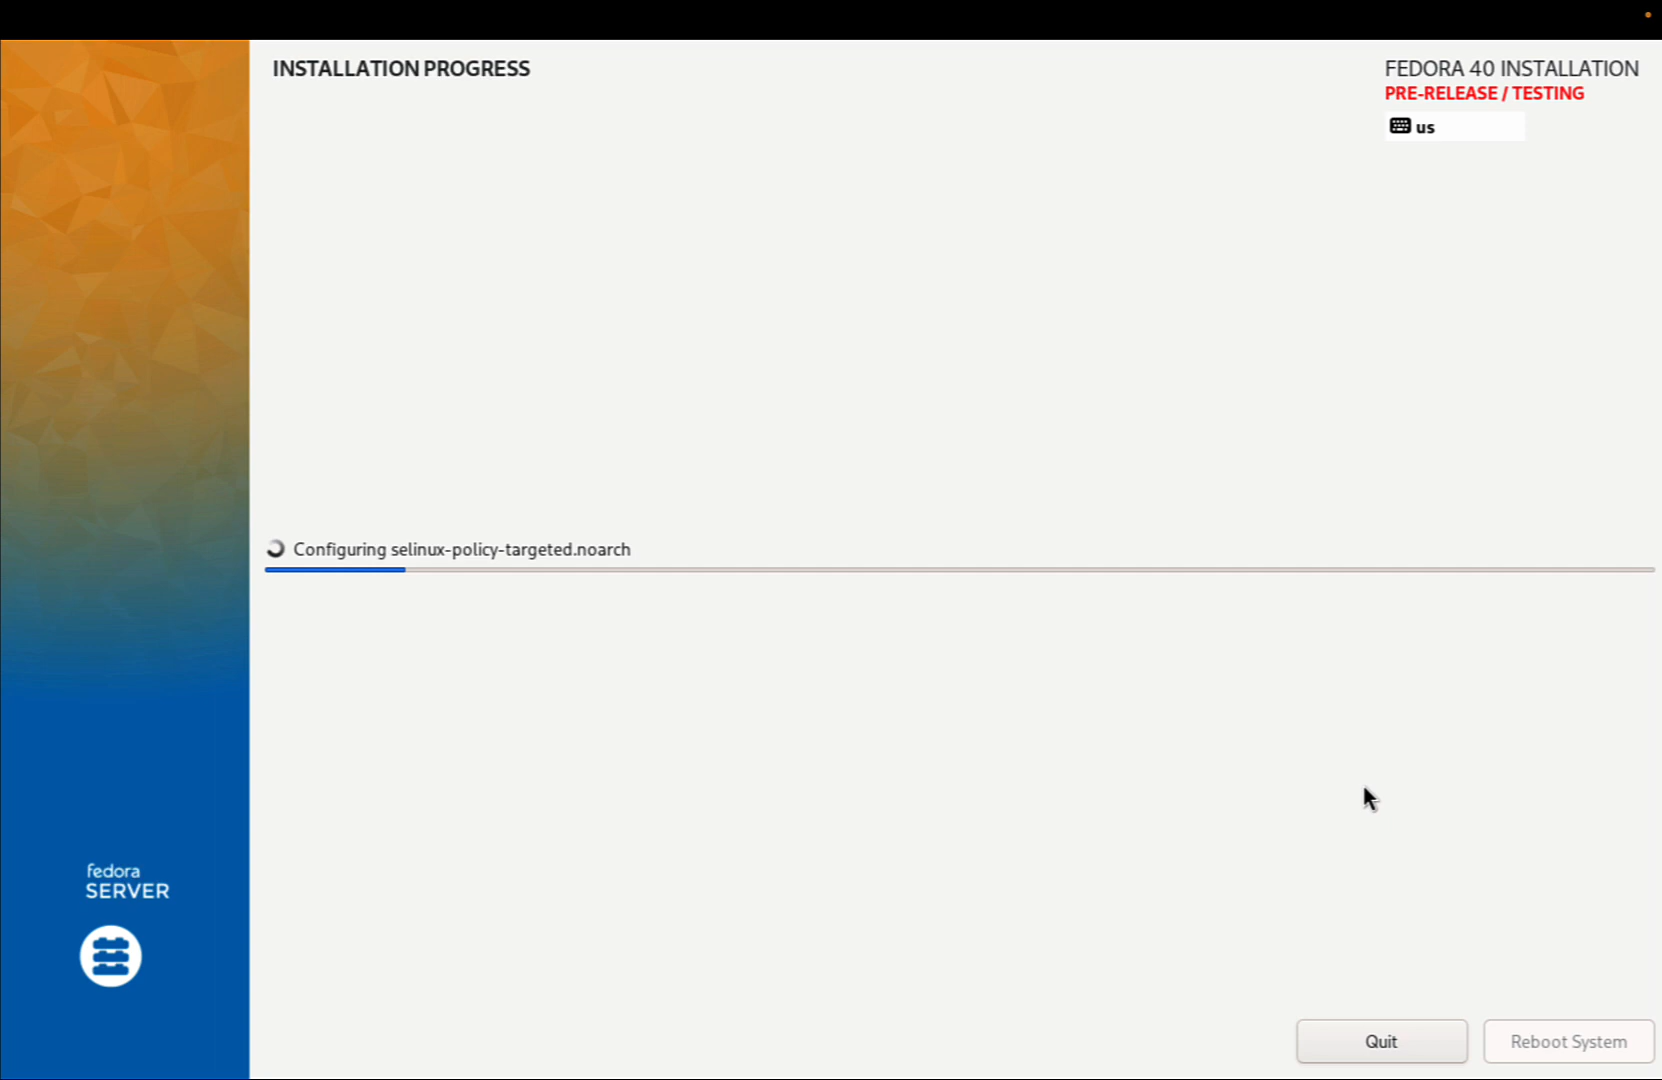 INSTALLATION PROGRESS
FEDORA 40 INSTALLATION
PRE-RELEASE / TESTING
us
Configuring selinux-policy-targeted.noarch
fedora
SERVER
Quit
Reboot System